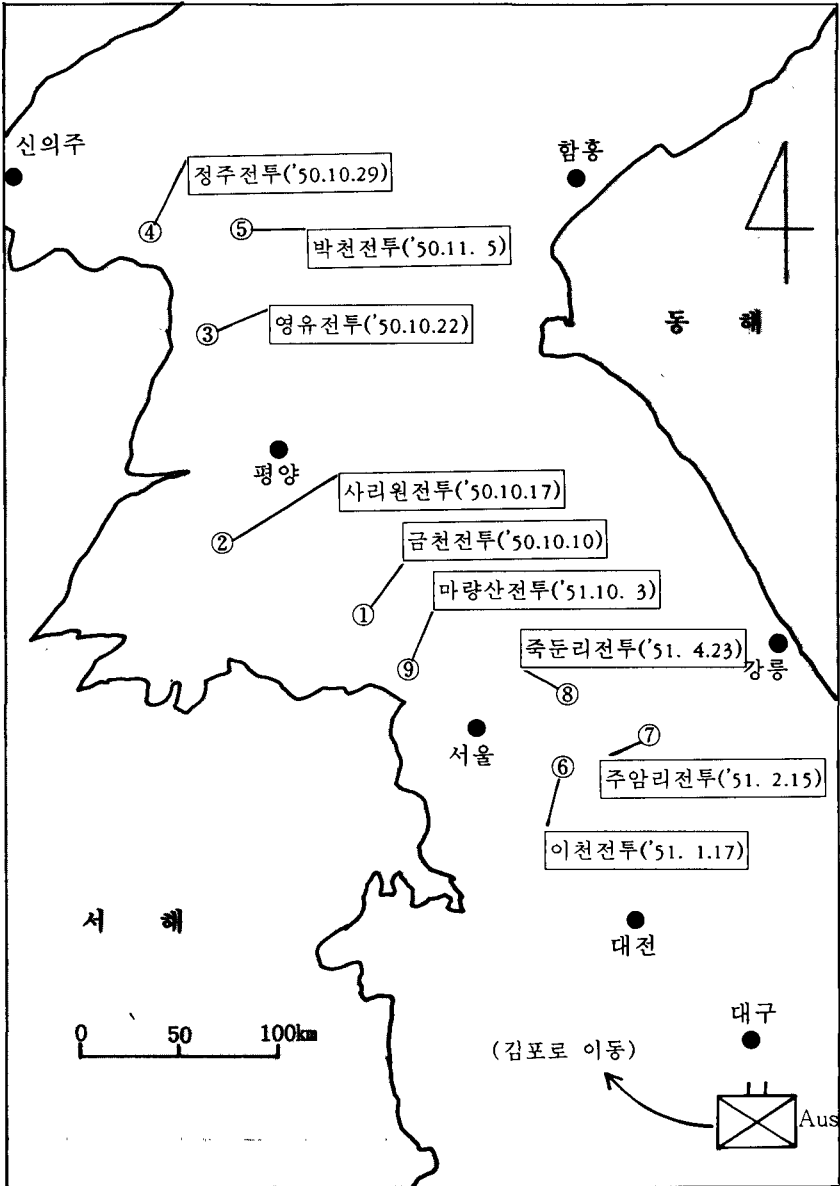 신의주
정주전투('50.10.29)
함흥
④
⑤
박천전투('50.11. 5)
③
영유전투('50.10.22)
동 해
평양
사리원전투('50.10.17)
②
금천전투('50.10.10)
마량산전투('51.10. 3)
①
죽둔리전투('51. 4.23)
강릉
⑨
⑧
서울
⑦
⑥
주암리전투('51. 2.15)
이천전투('51. 1.17)
서 해
대전
0 50 100km
대구
(김포로 이동)
Aus